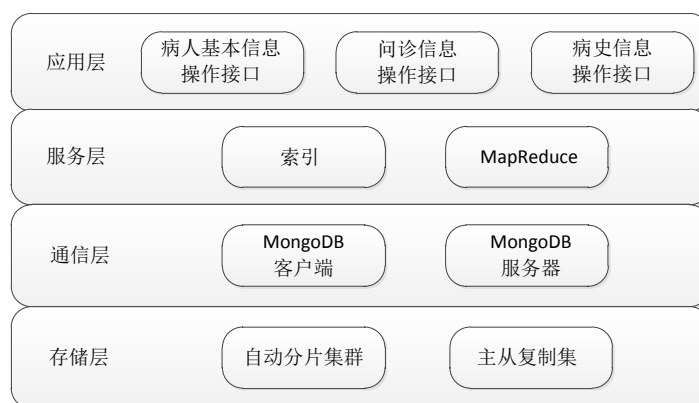 应用层
病人基本信息
操作接口
问诊信息
操作接口
病史信息
操作接口
服务层
索引
MapReduce
通信层
MongoDB
客户端
MongoDB
服务器
存储层
自动分片集群
主从复制集